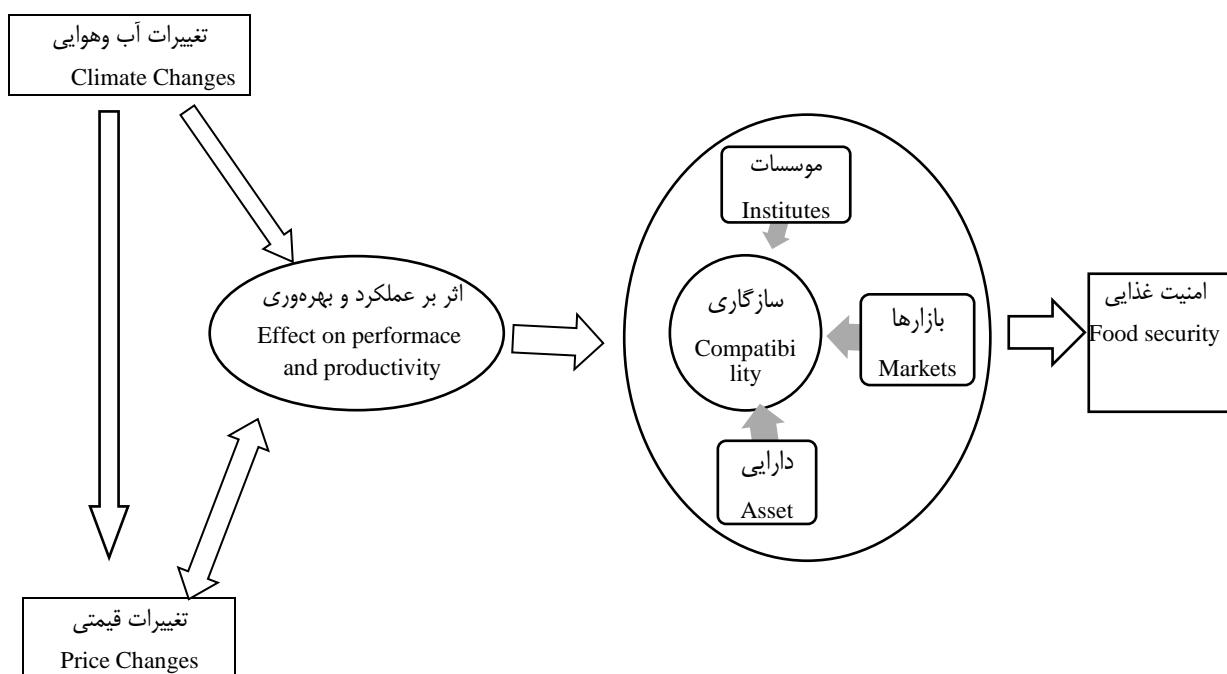 تغییرات آب وهوایی
Climate Changes
موسسات
Institutes
اثر بر عملکرد و بهره‌وری
Effect on performace
and productivity
سازگاری
Compatibi
lity
بازارها
Markets
دارایی
Asset
امنیت غذایی
Food security
تغییرات قیمتی
Price Changes